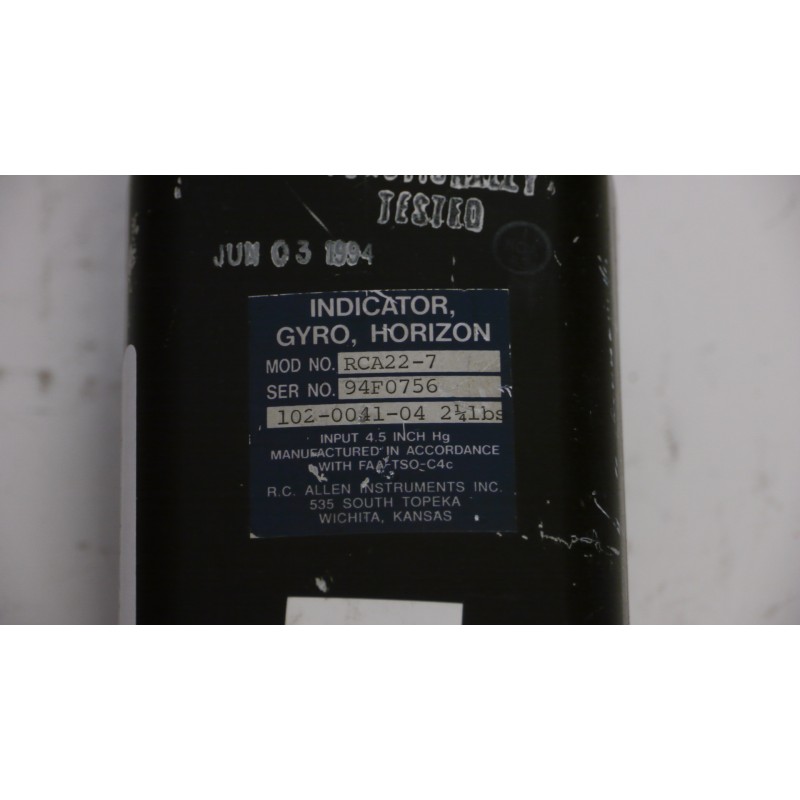 FUNCTIONALLY
TESTED
JUN 03 1994
INDICATOR,
GYRO, HORIZON
MOD NO. RCA22-7
SER NO. 94F0756
102-0041-04 2¼lbs
INPUT 4.5 INCH Hg
MANUFACTURED IN ACCORDANCE
WITH FAA-TSO-C4c
R.C. ALLEN INSTRUMENTS INC.
535 SOUTH TOPEKA
WICHITA, KANSAS